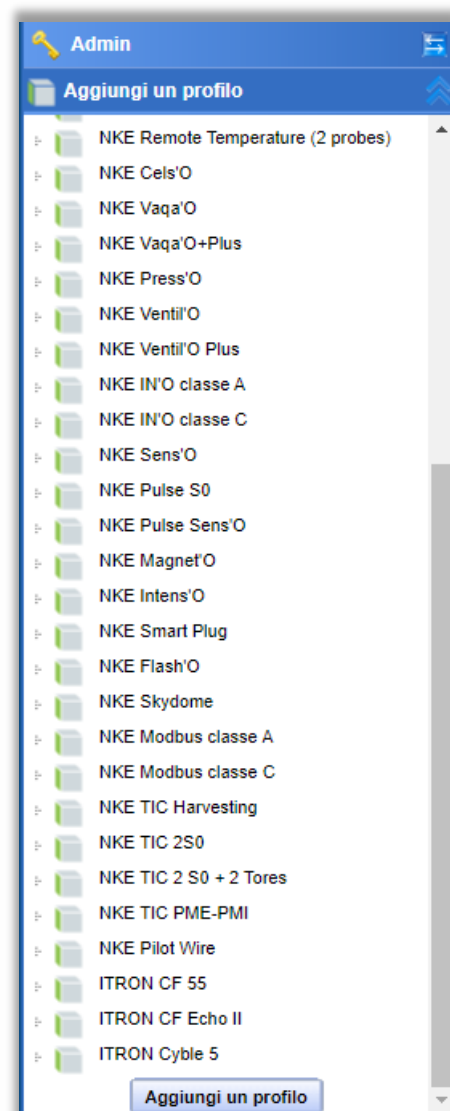 Admin
Aggiungi un profilo
NKE Remote Temperature (2 probes)
NKE Cels'O
NKE Vaqa'O
NKE Vaqa'O+Plus
NKE Press'O
NKE Ventil'O
NKE Ventil'O Plus
NKE IN'O classe A
NKE IN'O classe C
NKE Sens'O
NKE Pulse S0
NKE Pulse Sens'O
NKE Magnet'O
NKE Intens'O
NKE Smart Plug
NKE Flash'O
NKE Skydome
NKE Modbus classe A
NKE Modbus classe C
NKE TIC Harvesting
NKE TIC 2S0
NKE TIC 2 S0 + 2 Tores
NKE TIC PME-PMI
NKE Pilot Wire
ITRON CF 55
ITRON CF Echo II
ITRON Cyble 5
Aggiungi un profilo